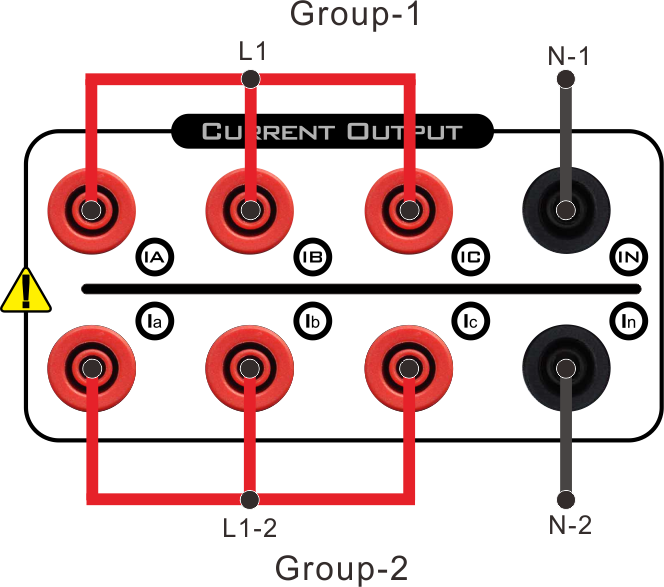 Group-1
L1
N-1
CURRENT OUTPUT
IA
IB
IC
IN
!
Ia
Ib
Ic
In
L1-2
N-2
Group-2